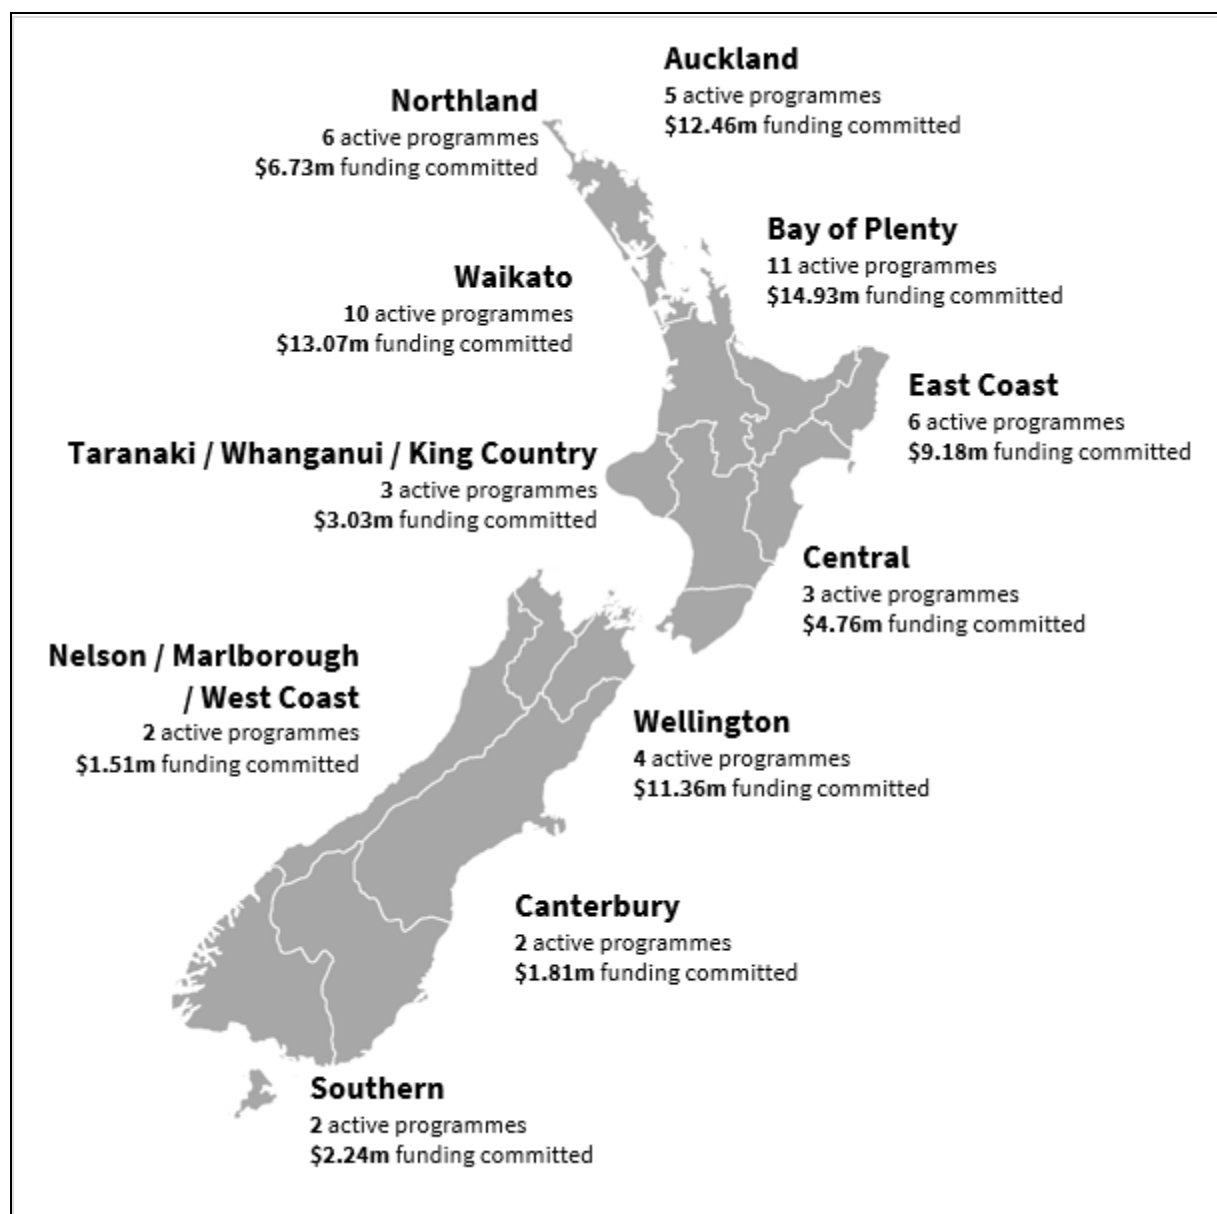 Auckland
5 active programmes
$12.46m funding committed
Northland
6 active programmes
$6.73m funding committed
Bay of Plenty
11 active programmes
$14.93m funding committed
Waikato
10 active programmes
$13.07m funding committed
East Coast
6 active programmes
$9.18m funding committed
Taranaki / Whanganui / King Country
3 active programmes
$3.03m funding committed
Central
3 active programmes
$4.76m funding committed
Nelson / Marlborough
/ West Coast
2 active programmes
$1.51m funding committed
Wellington
4 active programmes
$11.36m funding committed
Canterbury
2 active programmes
$1.81m funding committed
Southern
2 active programmes
$2.24m funding committed